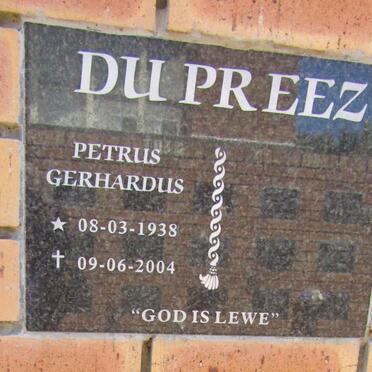 DU PREEZ
PETRUS
GERHARDUS
★ 08-03-1938
✝ 09-06-2004
“GOD IS LEWE”